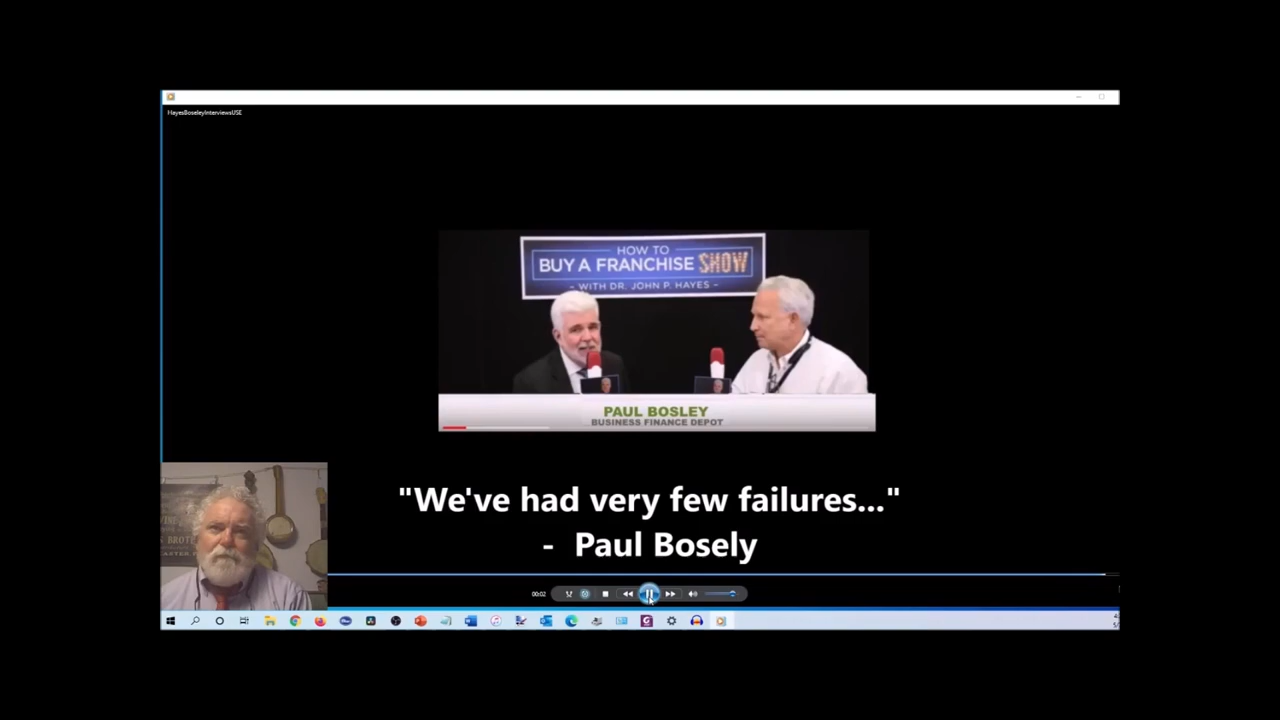 HayesBoseleyInterviewsUSE
HOW TO
BUY A FRANCHISE SHOW
- WITH DR. JOHN P. HAYES -
PAUL BOSLEY
BUSINESS FINANCE DEPOT
"We've had very few failures..."
- Paul Bosely
00:02